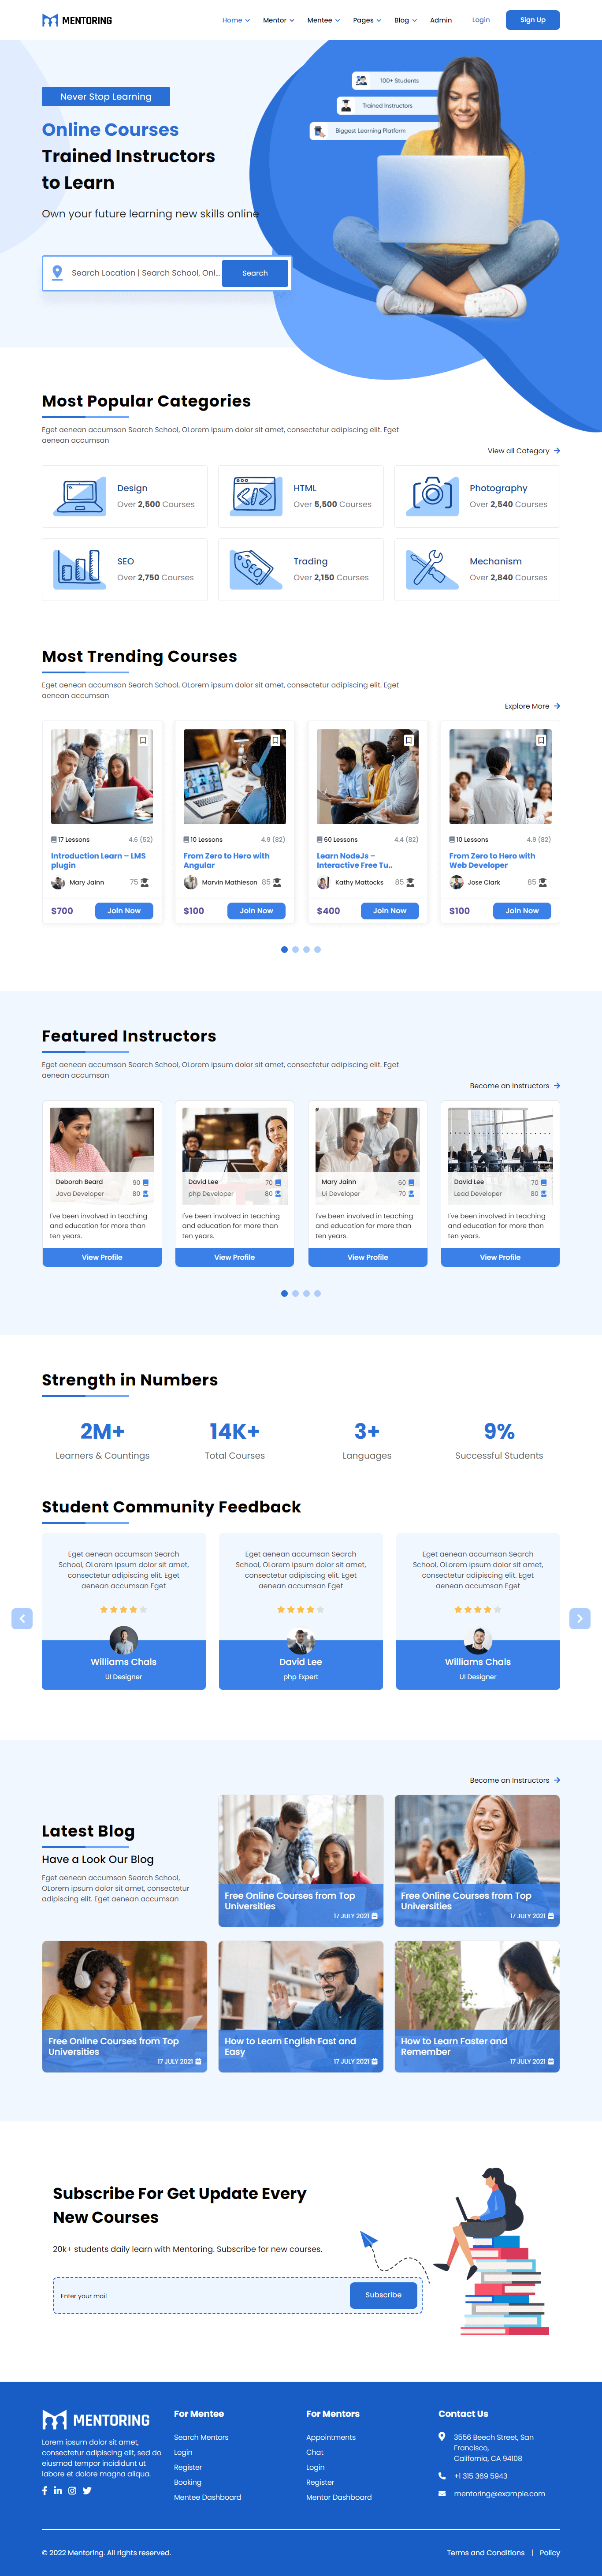 MENTORING
Home Mentor Mentee Pages Blog Admin Login Sign Up
Never Stop Learning
Online Courses
Trained Instructors
to Learn
Own your future learning new skills online
100+ Students
Trained Instructors
Biggest Learning Platform
Search Location | Search School, Onl... Search
Most Popular Categories
Eget aenean accumsan Search School, OLorem ipsum dolor sit amet, consectetur adipiscing elit. Eget
aenean accumsan
View all Category
Design
Over 2,500 Courses
HTML
Over 5,500 Courses
Photography
Over 2,540 Courses
SEO
Over 2,750 Courses
SEO
Trading
Over 2,150 Courses
Mechanism
Over 2,840 Courses
Most Trending Courses
Eget aenean accumsan Search School, OLorem ipsum dolor sit amet, consectetur adipiscing elit. Eget
aenean accumsan
Explore More
17 Lessons 4.6 (52)
Introduction Learn – LMS
plugin
Mary Jainn 75
$700 Join Now
10 Lessons 4.9 (82)
From Zero to Hero with
Angular
Marvin Mathieson 85
$100 Join Now
60 Lessons 4.4 (82)
Learn NodeJs –
Interactive Free Tu..
Kathy Mattocks 85
$400 Join Now
10 Lessons 4.9 (82)
From Zero to Hero with
Web Developer
Jose Clark 85
$100 Join Now
Featured Instructors
Eget aenean accumsan Search School, OLorem ipsum dolor sit amet, consectetur adipiscing elit. Eget
aenean accumsan
Become an Instructors
Deborah Beard 90
Java Developer 80
I've been involved in teaching
and education for more than
ten years.
View Profile
David Lee 70
php Developer 80
I've been involved in teaching
and education for more than
ten years.
View Profile
Mary Jainn 60
Ui Developer 70
I've been involved in teaching
and education for more than
ten years.
View Profile
David Lee 70
Lead Developer 80
I've been involved in teaching
and education for more than
ten years.
View Profile
Strength in Numbers
2M+
Learners & Countings
14K+
Total Courses
3+
Languages
9%
Successful Students
Student Community Feedback
Eget aenean accumsan Search
School, OLorem ipsum dolor sit amet,
consectetur adipiscing elit. Eget
aenean accumsan Eget
Williams Chals
UI Designer
Eget aenean accumsan Search
School, OLorem ipsum dolor sit amet,
consectetur adipiscing elit. Eget
aenean accumsan Eget
David Lee
php Expert
Eget aenean accumsan Search
School, OLorem ipsum dolor sit amet,
consectetur adipiscing elit. Eget
aenean accumsan Eget
Williams Chals
UI Designer
Become an Instructors
Latest Blog
Have a Look Our Blog
Eget aenean accumsan Search School,
OLorem ipsum dolor sit amet, consectetur
adipiscing elit. Eget aenean accumsan
Free Online Courses from Top
Universities
17 JULY 2021
Free Online Courses from Top
Universities
17 JULY 2021
Free Online Courses from Top
Universities
17 JULY 2021
How to Learn English Fast and
Easy
17 JULY 2021
How to Learn Faster and
Remember
17 JULY 2021
Subscribe For Get Update Every
New Courses
20k+ students daily learn with Mentoring. Subscribe for new courses.
Enter your mail Subscribe
MENTORING
Lorem ipsum dolor sit amet,
consectetur adipiscing elit, sed do
eiusmod tempor incididunt ut
labore et dolore magna aliqua.
For Mentee
Search Mentors
Login
Register
Booking
Mentee Dashboard
For Mentors
Appointments
Chat
Login
Register
Mentor Dashboard
Contact Us
3556 Beech Street, San
Francisco,
California, CA 94108
+1 315 369 5943
mentoring@example.com
© 2022 Mentoring. All rights reserved.
Terms and Conditions | Policy